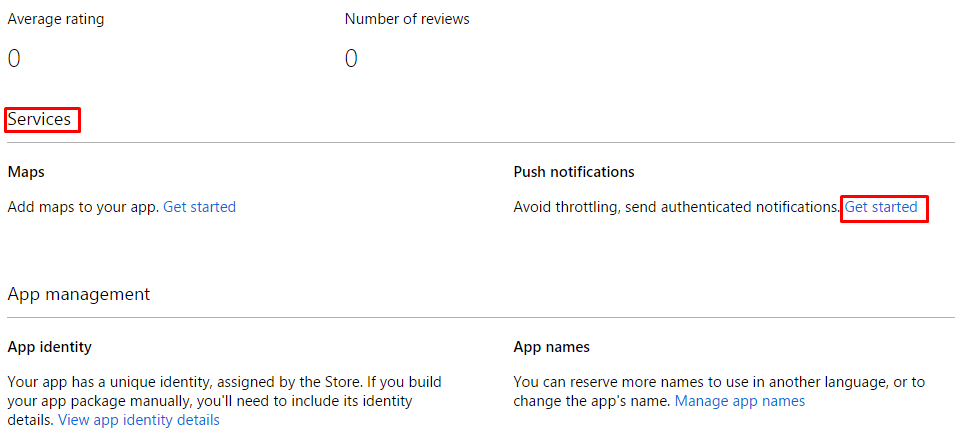 Average rating
Number of reviews
0
0
Services
Maps
Push notifications
Add maps to your app. Get started
Avoid throttling, send authenticated notifications. Get started
App management
App identity
App names
Your app has a unique identity, assigned by the Store. If you build
your app package manually, you'll need to include its identity
details. View app identity details
You can reserve more names to use in another language, or to
change the app's name. Manage app names